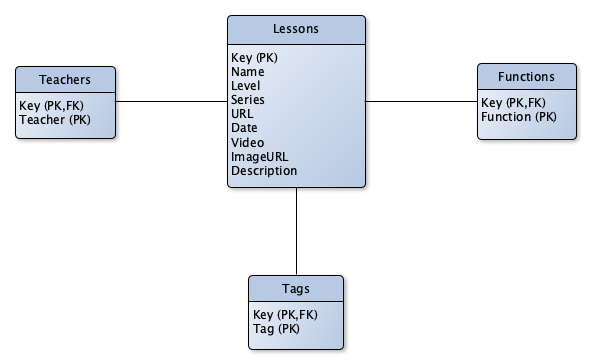 Lessons
Key (PK)
Name
Level
Series
URL
Date
Video
ImageURL
Description
Teachers
Key (PK,FK)
Teacher (PK)
Functions
Key (PK,FK)
Function (PK)
Tags
Key (PK,FK)
Tag (PK)